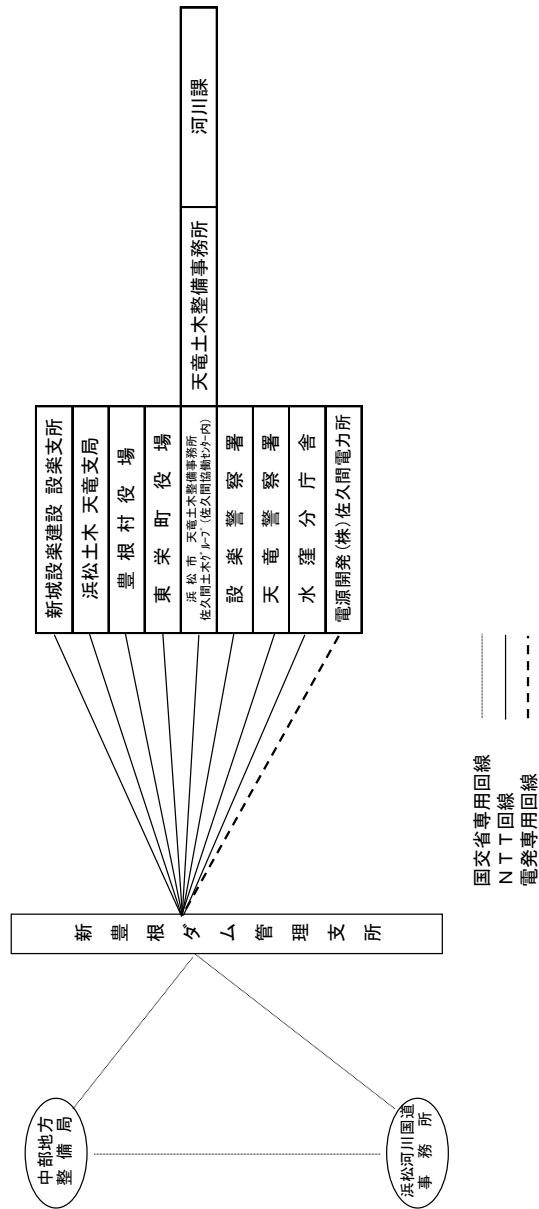 中部地方
整備局
浜松河川国道
事務所
新豊根ダム管理支所
新城設楽建設 設楽支所
浜松土木 天竜支局
豊根村役場
東栄町役場
浜松市 天竜土木整備事務所
佐久間土木グループ(佐久間協働センター内)
設楽警察署
天竜警察署
水窪分庁舎
電源開発(株)佐久間電力所
天竜土木整備事務所
河川課
国交省専用回線
NTT回線
電発専用回線